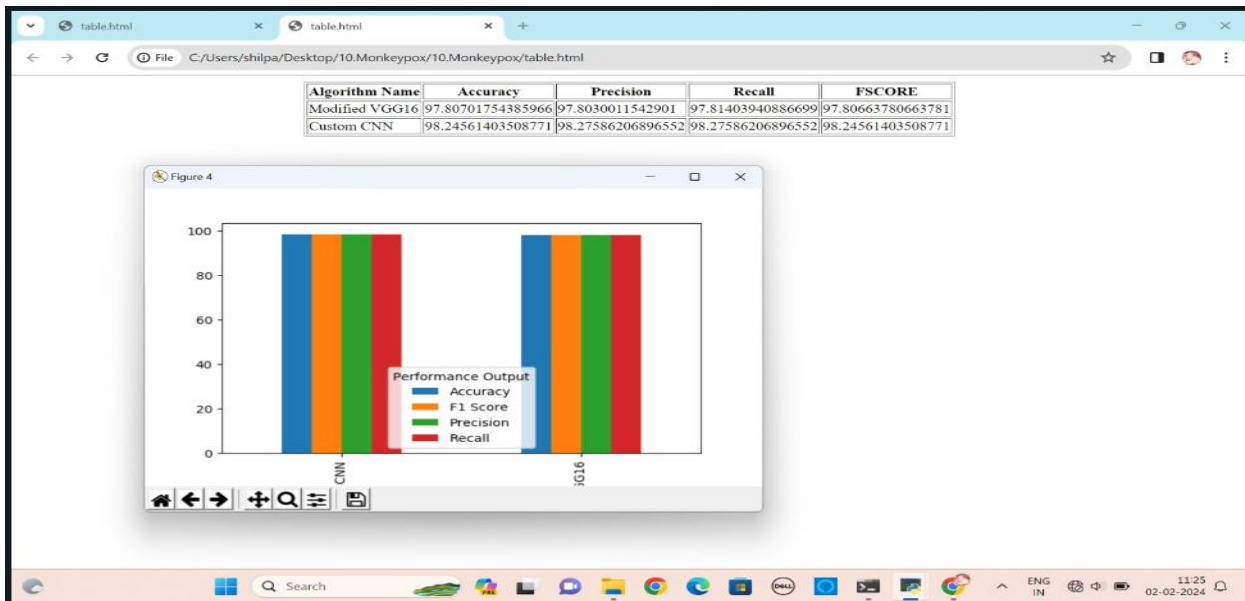 table.html
table.html
File C:/Users/shilpa/Desktop/10.Monkeypox/10.Monkeypox/table.html
Algorithm Name Accuracy Precision Recall FSCORE
Modified VGG16 97.80701754385966 97.8030011542901 97.81403940886699 97.80663780663781
Custom CNN 98.24561403508771 98.27586206896552 98.27586206896552 98.24561403508771
Figure 4
100
80
60
40
20
0
Performance Output
Accuracy
F1 Score
Precision
Recall
CNN
GG16
Search
DELL
ENG
IN
11:25
02-02-2024